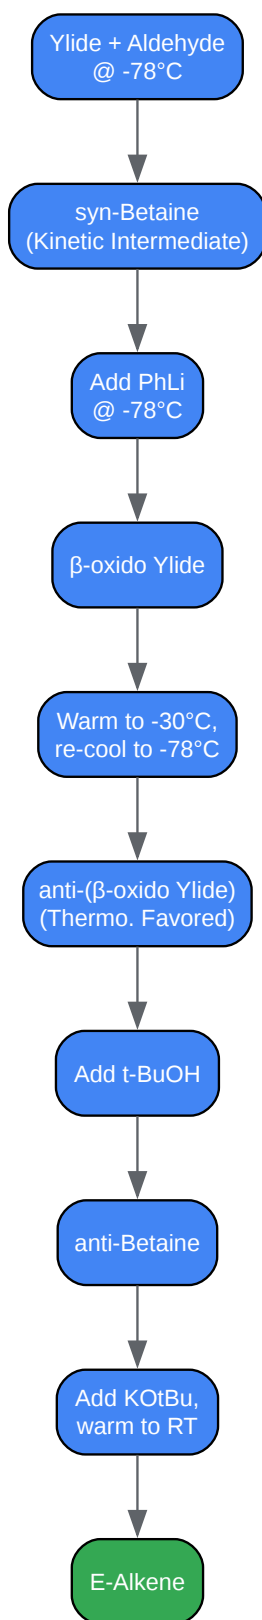 Ylide + Aldehyde
@ -78°C
syn-Betaine
(Kinetic Intermediate)
Add PhLi
@ -78°C
β-oxido Ylide
Warm to -30°C,
re-cool to -78°C
anti-(β-oxido Ylide)
(Thermo. Favored)
Add t-BuOH
anti-Betaine
Add KOtBu,
warm to RT
E-Alkene